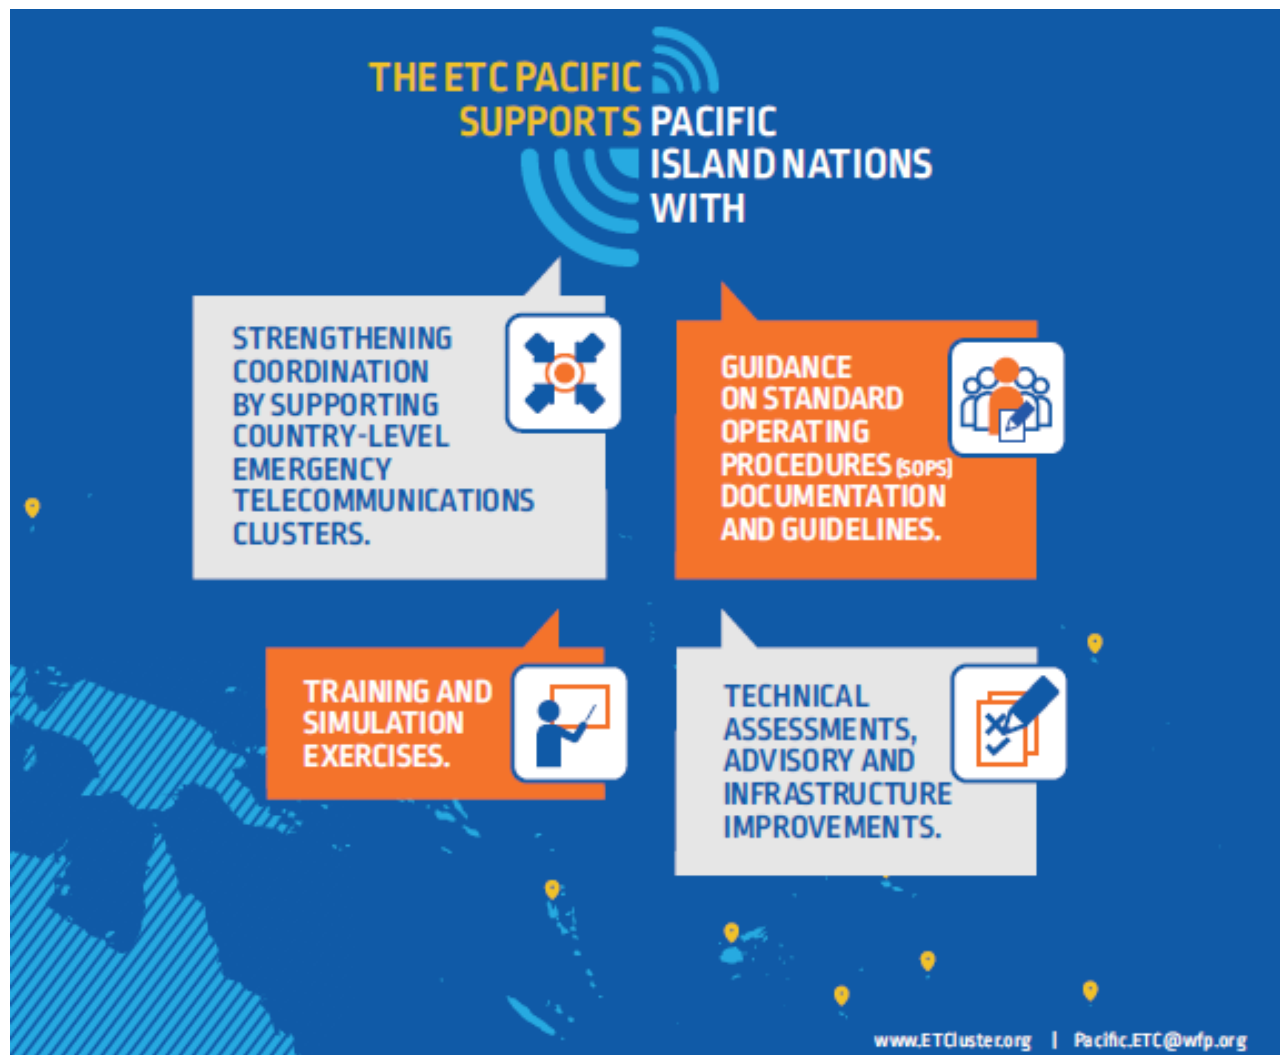 THE ETC PACIFIC
SUPPORTS PACIFIC
ISLAND NATIONS
WITH
STRENGTHENING
COORDINATION
BY SUPPORTING
COUNTRY-LEVEL
EMERGENCY
TELECOMMUNICATIONS
CLUSTERS.
GUIDANCE
ON STANDARD
OPERATING
PROCEDURES (SOPS)
DOCUMENTATION
AND GUIDELINES.
TRAINING AND
SIMULATION
EXERCISES.
TECHNICAL
ASSESSMENTS,
ADVISORY AND
INFRASTRUCTURE
IMPROVEMENTS.
www.ETCluster.org | Pacific.ETC@wfp.org